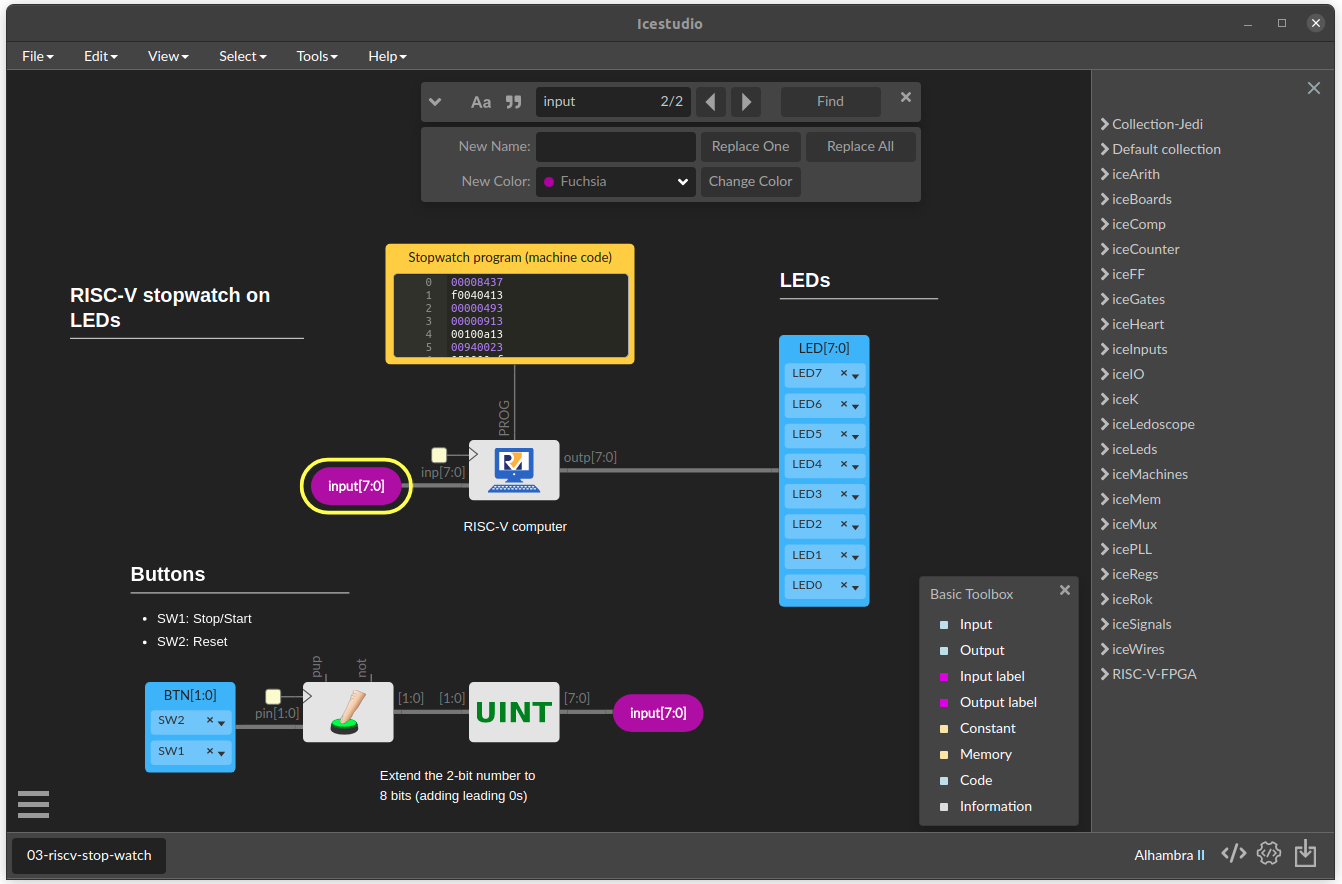 Icestudio
File Edit View Select Tools Help
Aa input 2/2 Find
New Name: Replace One Replace All
New Color: Fuchsia Change Color
Collection-Jedi
Default collection
iceArith
iceBoards
iceComp
iceCounter
iceFF
iceGates
iceHeart
iceInputs
iceIO
iceK
iceLedoscope
iceLeds
iceMachines
iceMem
iceMux
icePLL
iceRegs
iceRok
iceSignals
iceWires
RISC-V-FPGA
RISC-V stopwatch on
LEDs
Stopwatch program (machine code)
0 00008437
1 f0040413
2 00000493
3 00000913
4 00100a13
5 00940023
PROG
inp[7:0]
outp[7:0]
input[7:0]
RISC-V computer
LEDs
LED[7:0]
LED7
LED6
LED5
LED4
LED3
LED2
LED1
LED0
Buttons
• SW1: Stop/Start
• SW2: Reset
BTN[1:0]
SW2
SW1
pin[1:0]
pup
not
[1:0]
[1:0]
UINT
[7:0]
input[7:0]
Extend the 2-bit number to
8 bits (adding leading 0s)
Basic Toolbox
Input
Output
Input label
Output label
Constant
Memory
Code
Information
03-riscv-stop-watch
Alhambra II